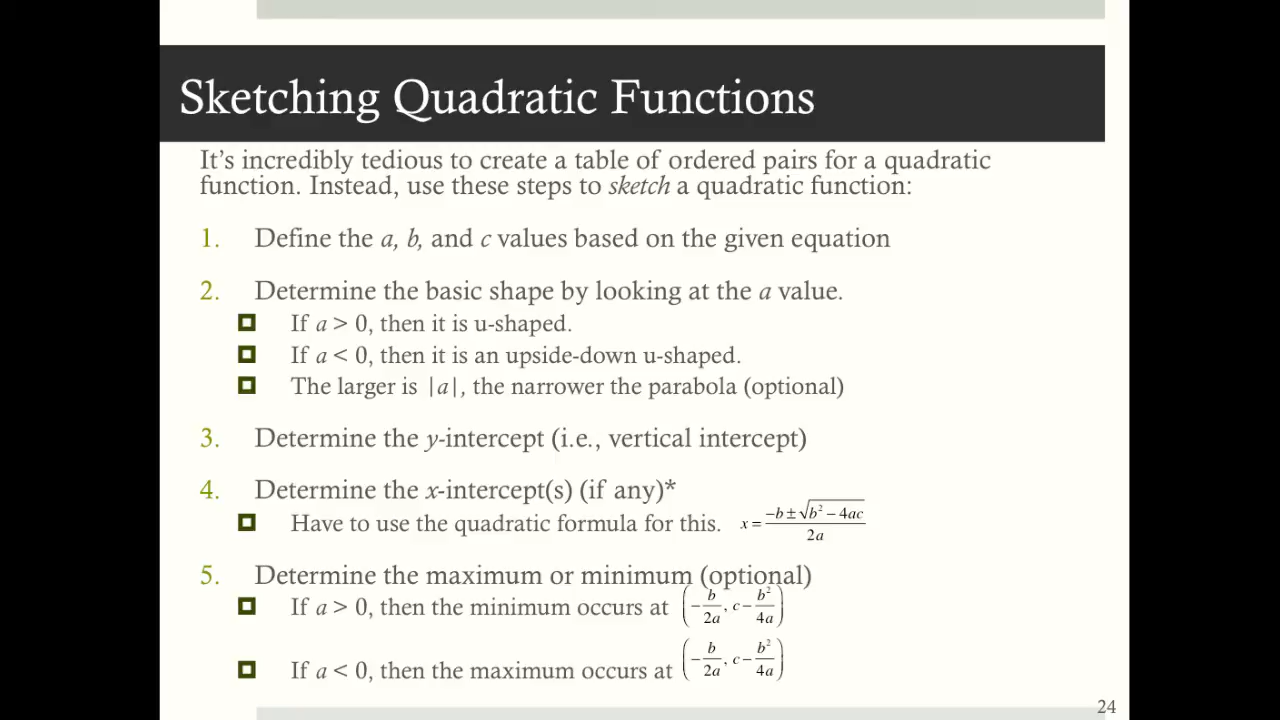 Sketching Quadratic Functions
It's incredibly tedious to create a table of ordered pairs for a quadratic
function. Instead, use these steps to sketch a quadratic function:
1. Define the a, b, and c values based on the given equation
2. Determine the basic shape by looking at the a value.
If a > 0, then it is u-shaped.
If a < 0, then it is an upside-down u-shaped.
The larger is |a|, the narrower the parabola (optional)
3. Determine the y-intercept (i.e., vertical intercept)
4. Determine the x-intercept(s) (if any)*
Have to use the quadratic formula for this. x = (−b ± √(b² − 4ac)) / 2a
5. Determine the maximum or minimum (optional)
If a > 0, then the minimum occurs at (−b/2a, c − b²/4a)
If a < 0, then the maximum occurs at (−b/2a, c − b²/4a)
24